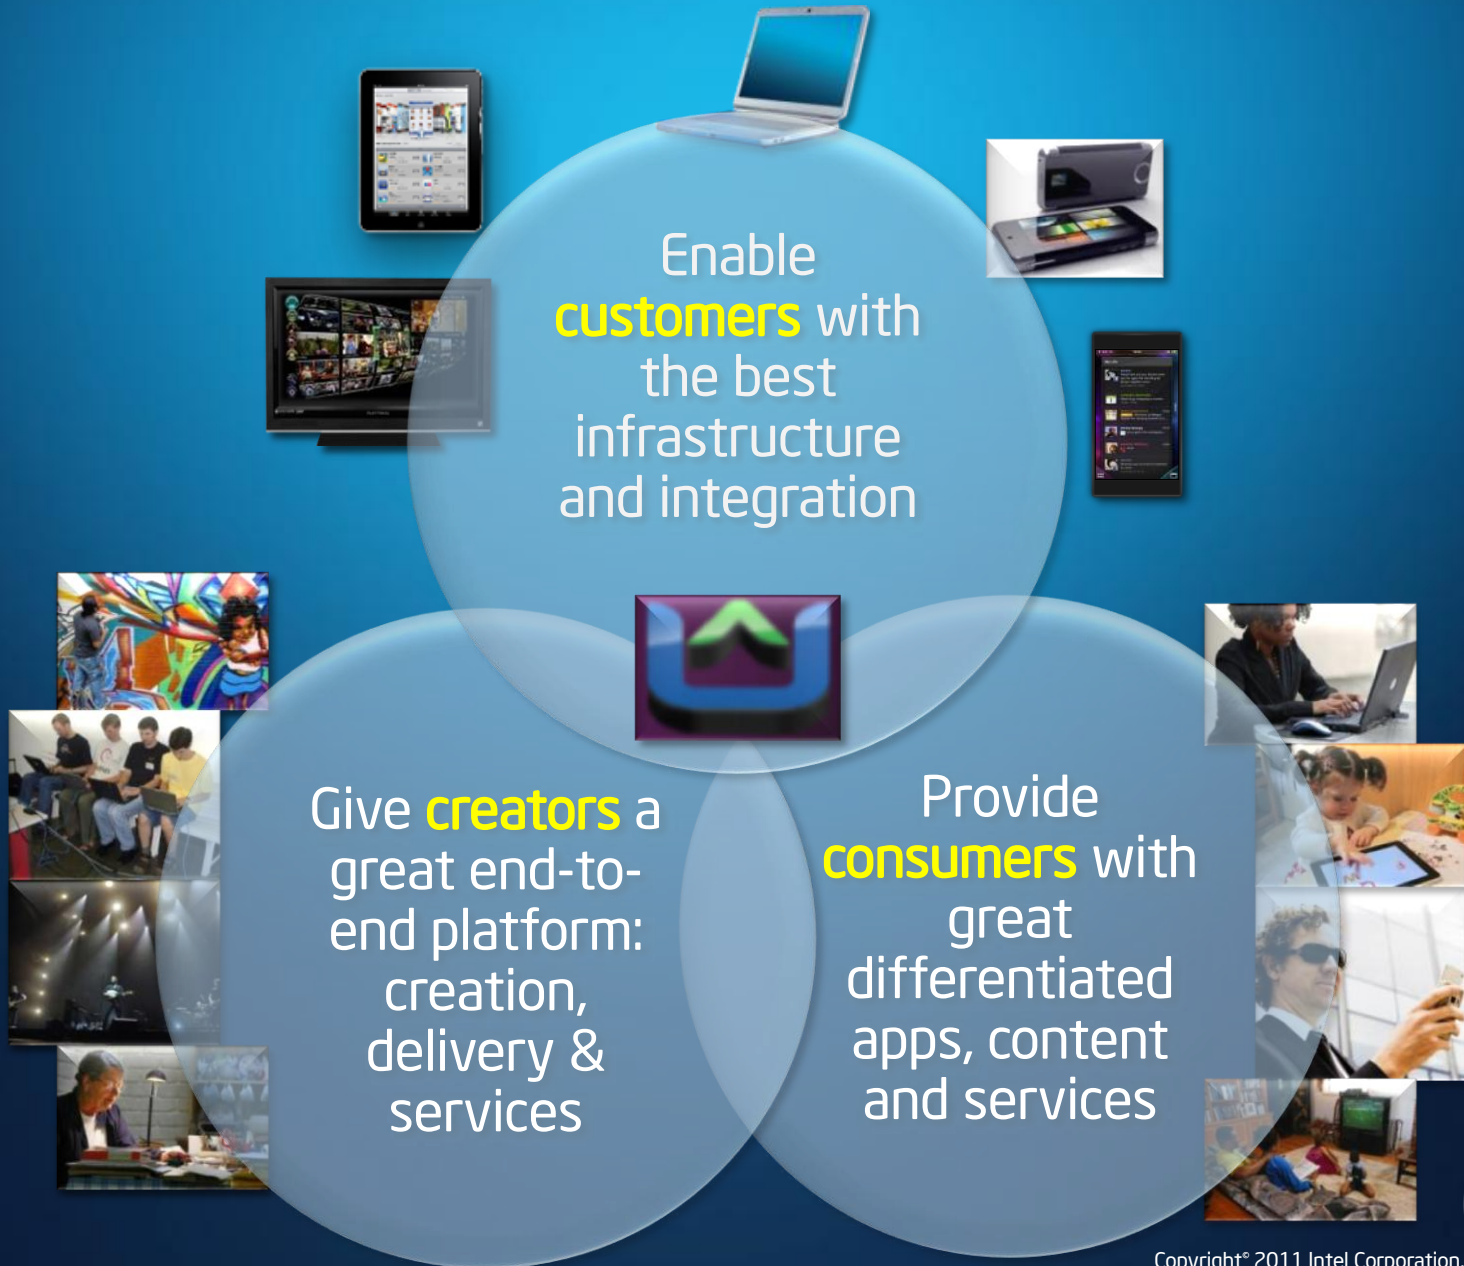 Enable
customers with
the best
infrastructure
and integration
Give creators a
great end-to-
end platform:
creation,
delivery &
services
Provide
consumers with
great
differentiated
apps, content
and services
Copyright© 2011 Intel Corporation.